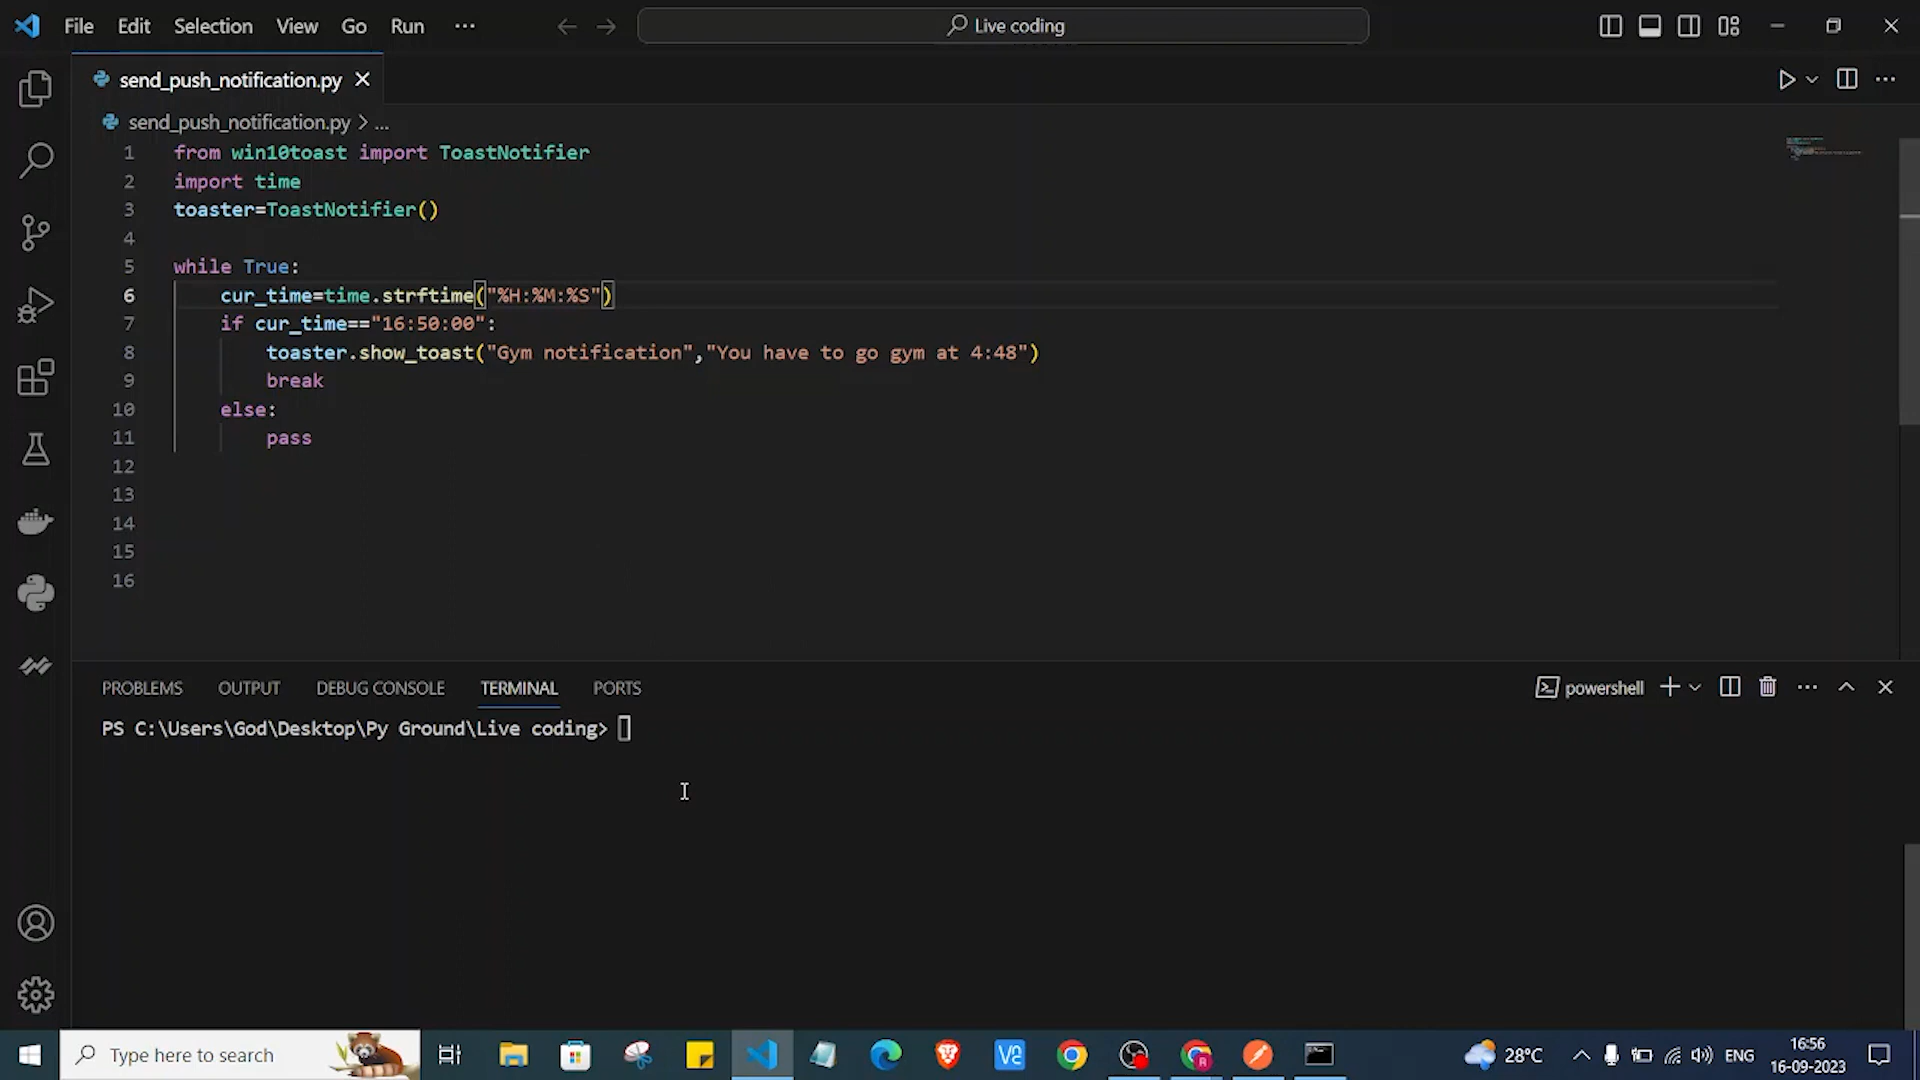 File Edit Selection View Go Run ··· Live coding
send_push_notification.py
send_push_notification.py > ...
1 from win10toast import ToastNotifier
2 import time
3 toaster=ToastNotifier()
4
5 while True:
6 cur_time=time.strftime("%H:%M:%S")
7 if cur_time=="16:50:00":
8 toaster.show_toast("Gym notification","You have to go gym at 4:48")
9 break
10 else:
11 pass
12
13
14
15
16
PROBLEMS OUTPUT DEBUG CONSOLE TERMINAL PORTS powershell
PS C:\Users\God\Desktop\Py Ground\Live coding>
Type here to search 28°C ENG 16:56
16-09-2023